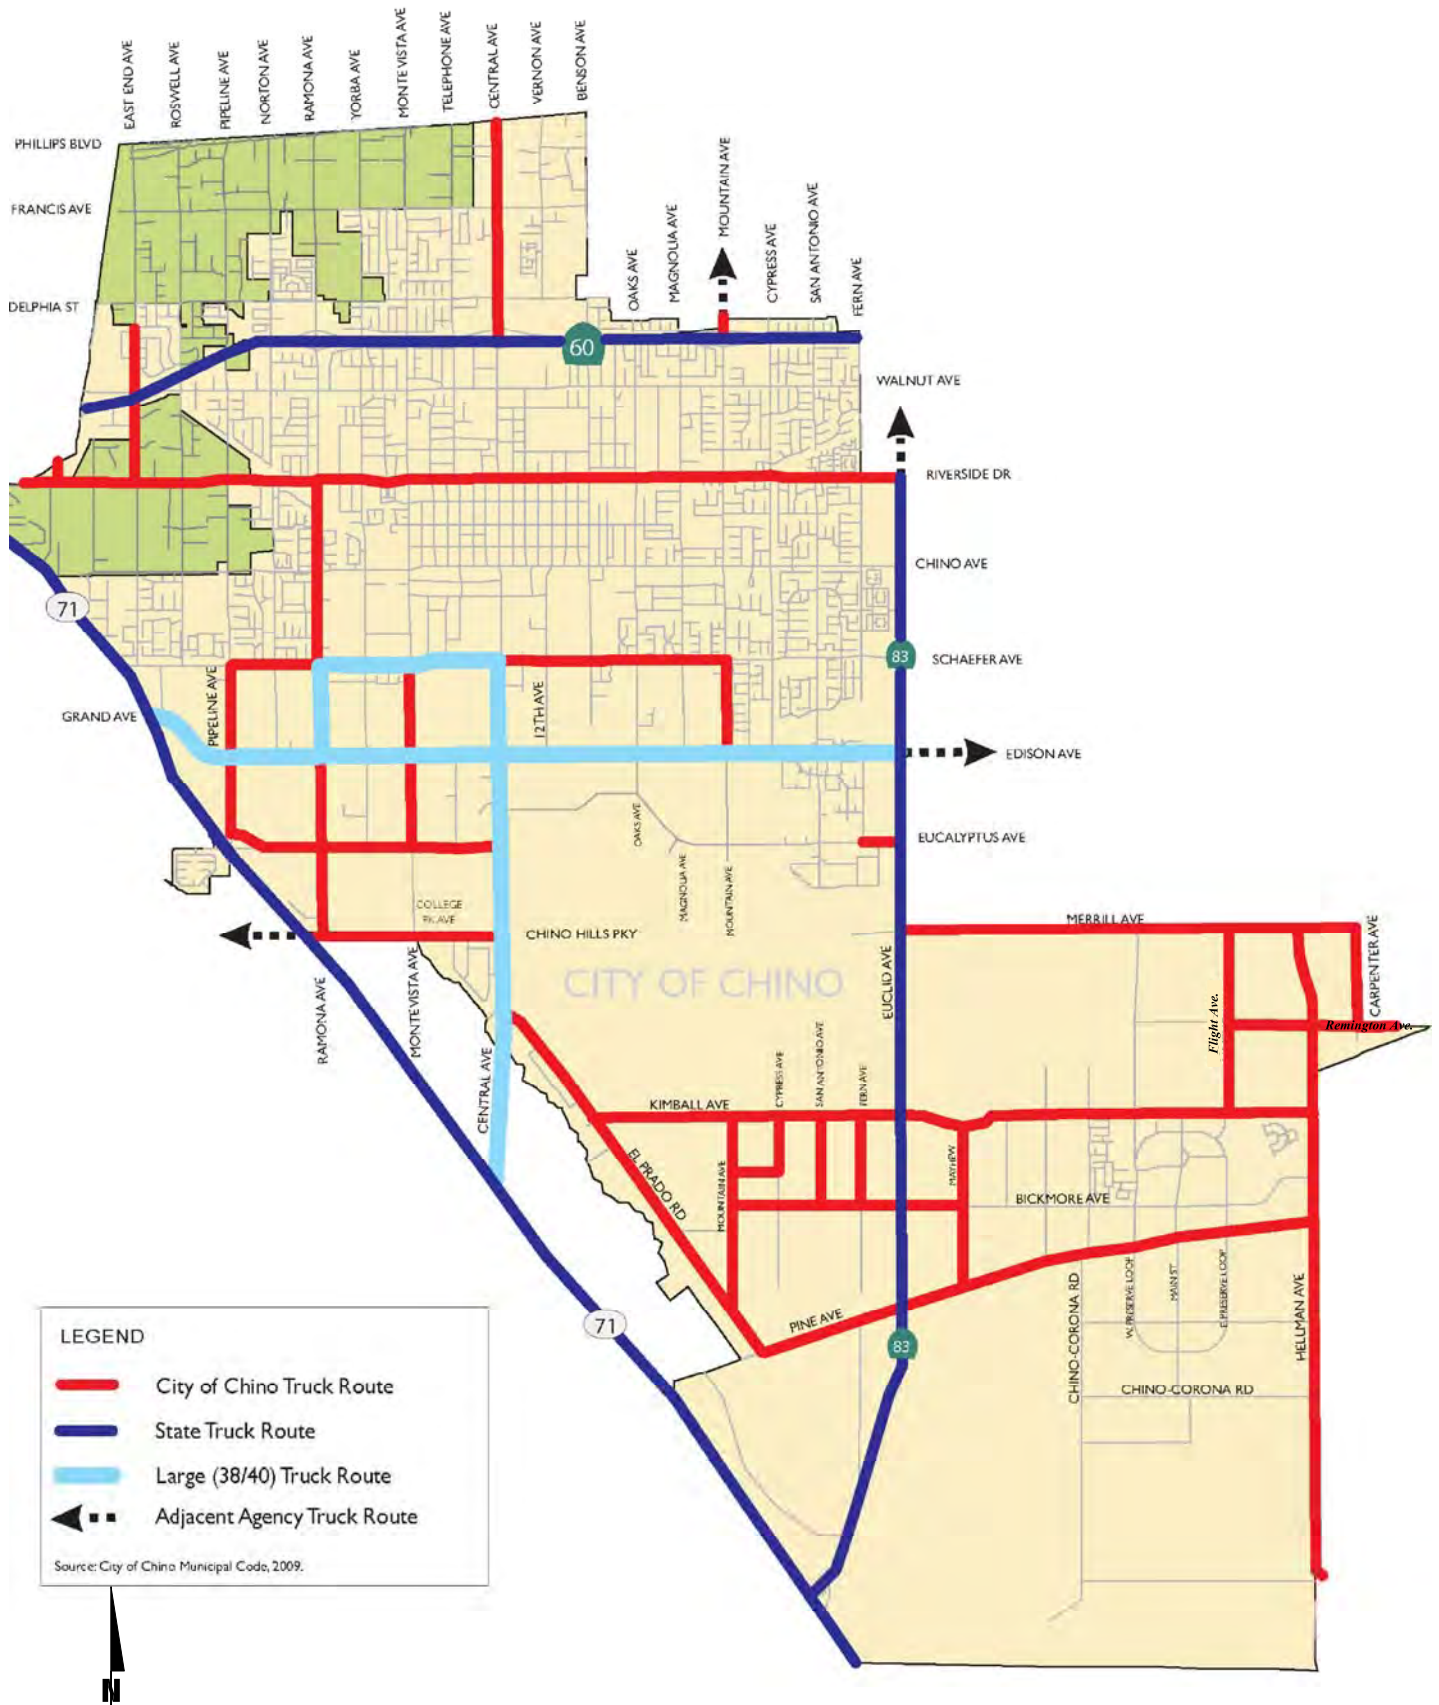 EAST END AVE
ROSWELL AVE
PIPELINE AVE
NORTON AVE
RAMONA AVE
YORBA AVE
MONTE VISTA AVE
TELEPHONE AVE
CENTRAL AVE
VERNON AVE
BENSON AVE
PHILLIPS BLVD
FRANCIS AVE
DELPHIA ST
OAKS AVE
MAGNOLIA AVE
MOUNTAIN AVE
CYPRESS AVE
SAN ANTONIO AVE
FERN AVE
60
WALNUT AVE
RIVERSIDE DR
CHINO AVE
71
83
SCHAEFER AVE
GRAND AVE
PIPELINE AVE
12TH AVE
EDISON AVE
OAKS AVE
MAGNOLIA AVE
MOUNTAIN AVE
EUCALYPTUS AVE
COLLEGE
PK AVE
CHINO HILLS PKY
MERRILL AVE
CARPENTER AVE
CITY OF CHINO
EUCLID AVE
RAMONA AVE
MONTEVISTA AVE
CENTRAL AVE
Flight Ave.
Remington Ave.
KIMBALL AVE
CYPRESS AVE
SAN ANTONIO AVE
FERN AVE
EL PRADO RD
MOUNTAIN AVE
MAYHEW
BICKMORE AVE
PINE AVE
CHINO-CORONA RD
W. PRESERVE LOOP
MAIN ST
E. PRESERVE LOOP
HELLMAN AVE
71
83
CHINO-CORONA RD
LEGEND
City of Chino Truck Route
State Truck Route
Large (38/40) Truck Route
Adjacent Agency Truck Route
Source: City of Chino Municipal Code, 2009.
N